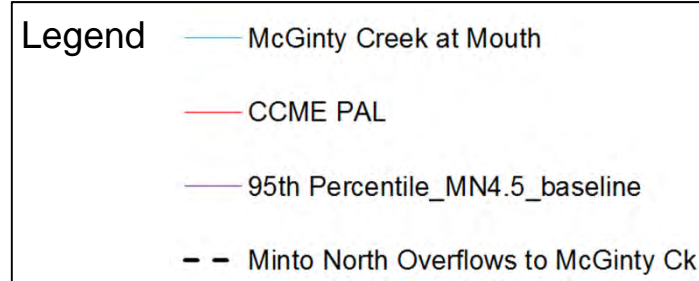 Legend
McGinty Creek at Mouth
CCME PAL
95th Percentile_MN4.5_baseline
Minto North Overflows to McGinty Ck